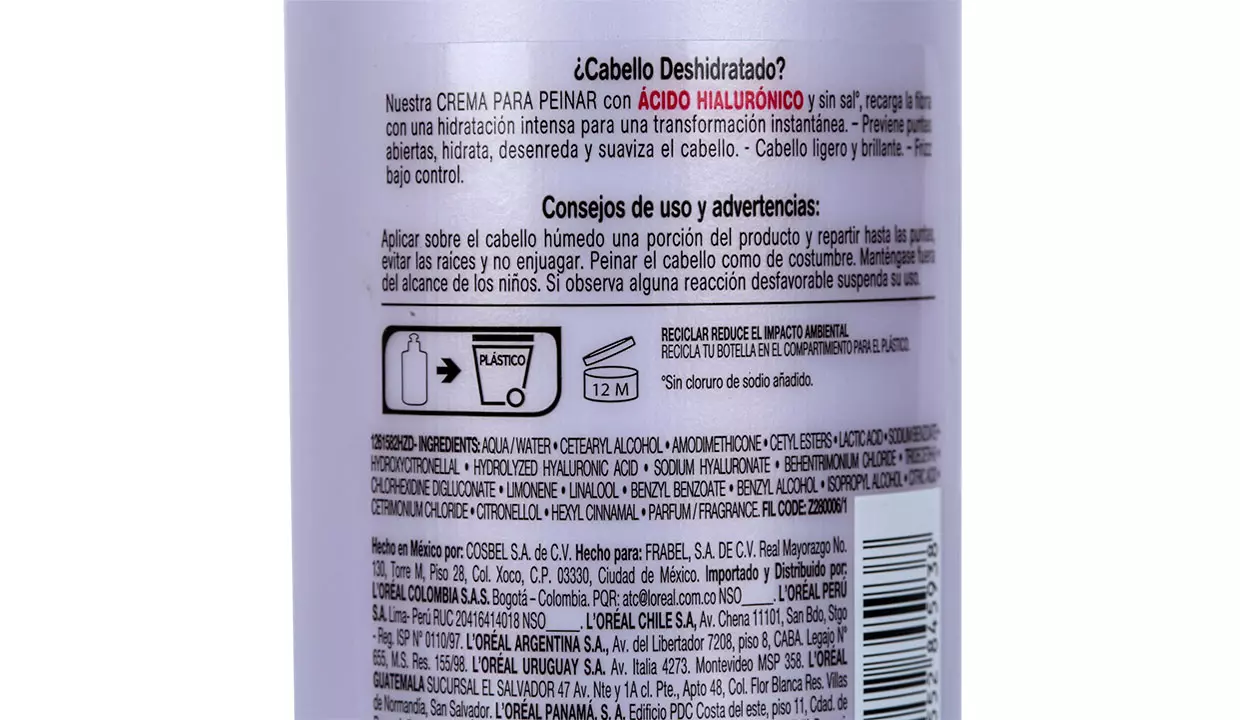 ¿Cabello Deshidratado?
Nuestra CREMA PARA PEINAR con ÁCIDO HIALURÓNICO y sin sal°, recarga la fibra
con una hidratación intensa para una transformación instantánea. – Previene puntas
abiertas, hidrata, desenreda y suaviza el cabello. - Cabello ligero y brillante. – Frizz
bajo control.
Consejos de uso y advertencias:
Aplicar sobre el cabello húmedo una porción del producto y repartir hasta las puntas,
evitar las raíces y no enjuagar. Peinar el cabello como de costumbre. Manténgase fuera
del alcance de los niños. Si observa alguna reacción desfavorable suspenda su uso.
PLÁSTICO
12 M
RECICLAR REDUCE EL IMPACTO AMBIENTAL
RECICLA TU BOTELLA EN EL COMPARTIMIENTO PARA EL PLÁSTICO.
°Sin cloruro de sodio añadido.
1261582HZD- INGREDIENTS: AQUA / WATER • CETEARYL ALCOHOL • AMODIMETHICONE • CETYL ESTERS • LACTIC ACID • SODIUM BENZOATE •
HYDROXYCITRONELLAL • HYDROLYZED HYALURONIC ACID • SODIUM HYALURONATE • BEHENTRIMONIUM CHLORIDE •
CHLORHEXIDINE DIGLUCONATE • LIMONENE • LINALOOL • BENZYL BENZOATE • BENZYL ALCOHOL • ISOPROPYL ALCOHOL • CITRIC ACID •
CETRIMONIUM CHLORIDE • CITRONELLOL • HEXYL CINNAMAL • PARFUM / FRAGRANCE. FIL CODE: Z280006/1
Hecho en México por: COSBEL S.A. de C.V. Hecho para: FRABEL, S.A. DE C.V. Real Mayorazgo No.
130, Torre M, Piso 28, Col. Xoco, C.P. 03330, Ciudad de México. Importado y Distribuido por:
L'ORÉAL COLOMBIA S.A.S. Bogotá – Colombia. PQR: atc@loreal.com.co NSO_____. L'ORÉAL PERÚ
S.A. Lima- Perú RUC 20416414018 NSO_____. L'ORÉAL CHILE S.A, Av. Chena 11101, San Bdo, Stgo
- Reg. ISP N° 0110/97. L'ORÉAL ARGENTINA S.A., Av. del Libertador 7208, piso 8, CABA. Legajo N°
655, M.S. Res. 155/98. L'ORÉAL URUGUAY S.A. Av. Italia 4273. Montevideo MSP 358. L'ORÉAL
GUATEMALA SUCURSAL EL SALVADOR 47 Av. Nte y 1A cl. Pte., Apto 48, Col. Flor Blanca Res. Villas
de Normandía, San Salvador. L'ORÉAL PANAMÁ, S. A. Edificio PDC Costa del este, piso 11, Cdad. de
552 845938